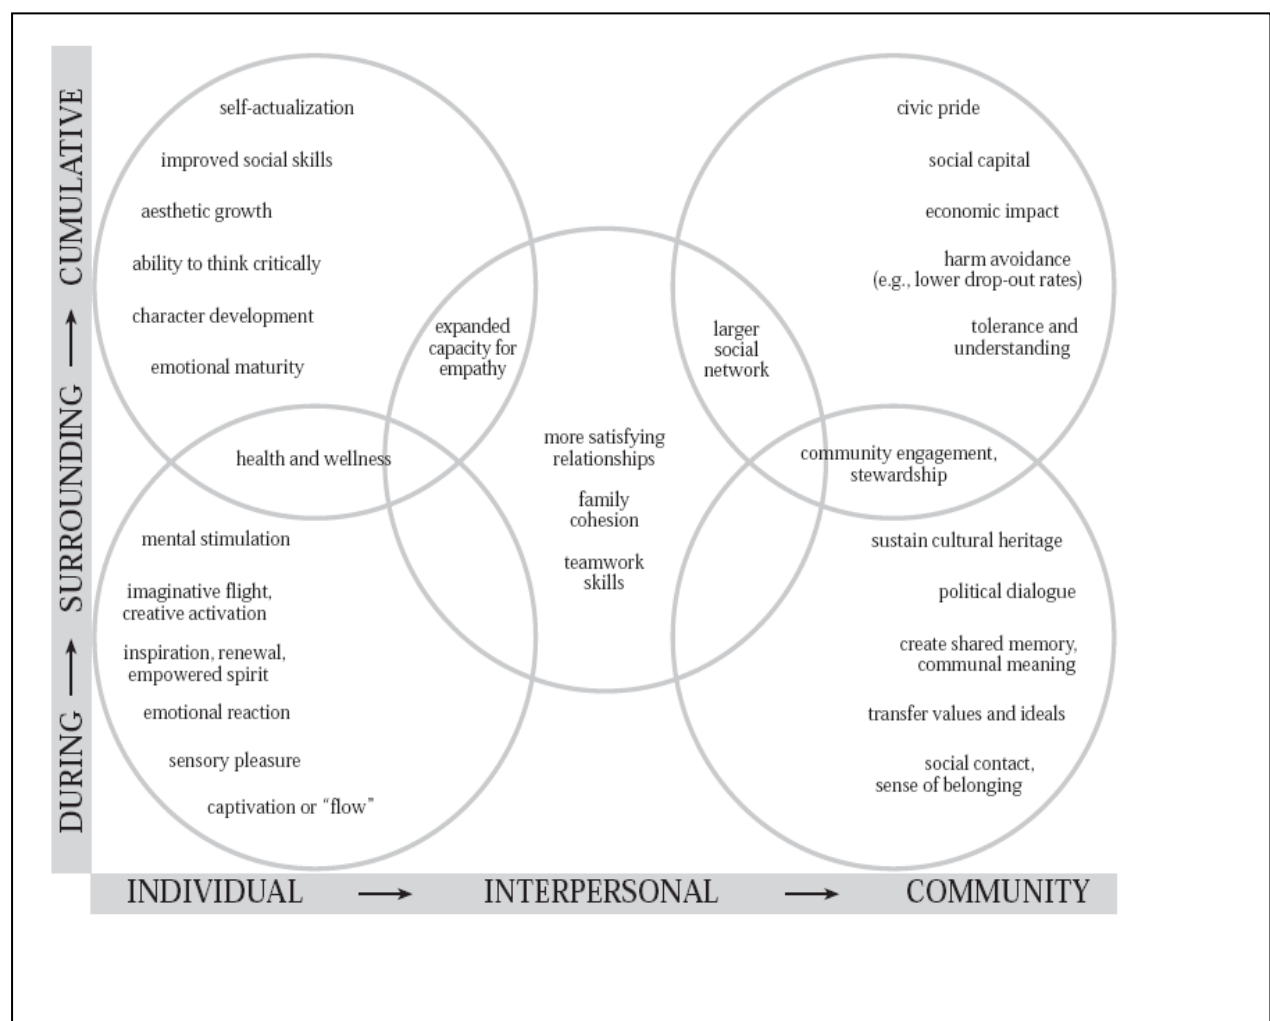 CUMULATIVE
SURROUNDING
DURING
self-actualization
improved social skills
aesthetic growth
ability to think critically
character development
emotional maturity
expanded
capacity for
empathy
health and wellness
mental stimulation
imaginative flight,
creative activation
inspiration, renewal,
empowered spirit
emotional reaction
sensory pleasure
captivation or “flow”
more satisfying
relationships
family
cohesion
teamwork
skills
larger
social
network
civic pride
social capital
economic impact
harm avoidance
(e.g., lower drop-out rates)
tolerance and
understanding
community engagement,
stewardship
sustain cultural heritage
political dialogue
create shared memory,
communal meaning
transfer values and ideals
social contact,
sense of belonging
INDIVIDUAL → INTERPERSONAL → COMMUNITY